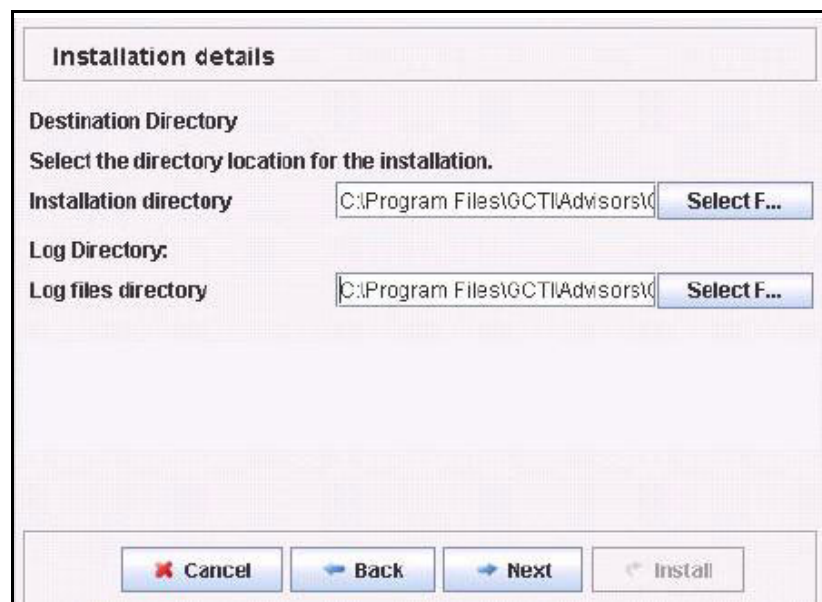 Installation details
Destination Directory
Select the directory location for the installation.
Installation directory C:\Program Files\GCTI\Advisors\ Select F...
Log Directory:
Log files directory C:\Program Files\GCTI\Advisors\ Select F...
Cancel Back Next Install